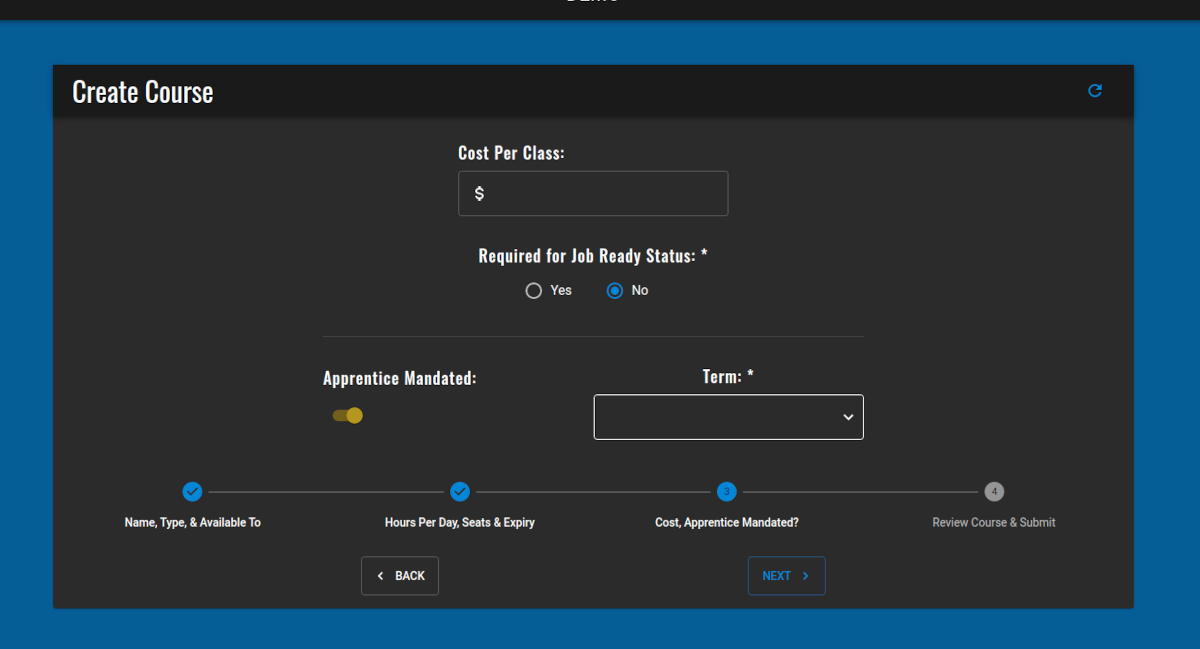 Create Course
Cost Per Class:
$
Required for Job Ready Status: *
Yes No
Apprentice Mandated:
Term: *
3 4
Name, Type, & Available To Hours Per Day, Seats & Expiry Cost, Apprentice Mandated? Review Course & Submit
BACK NEXT